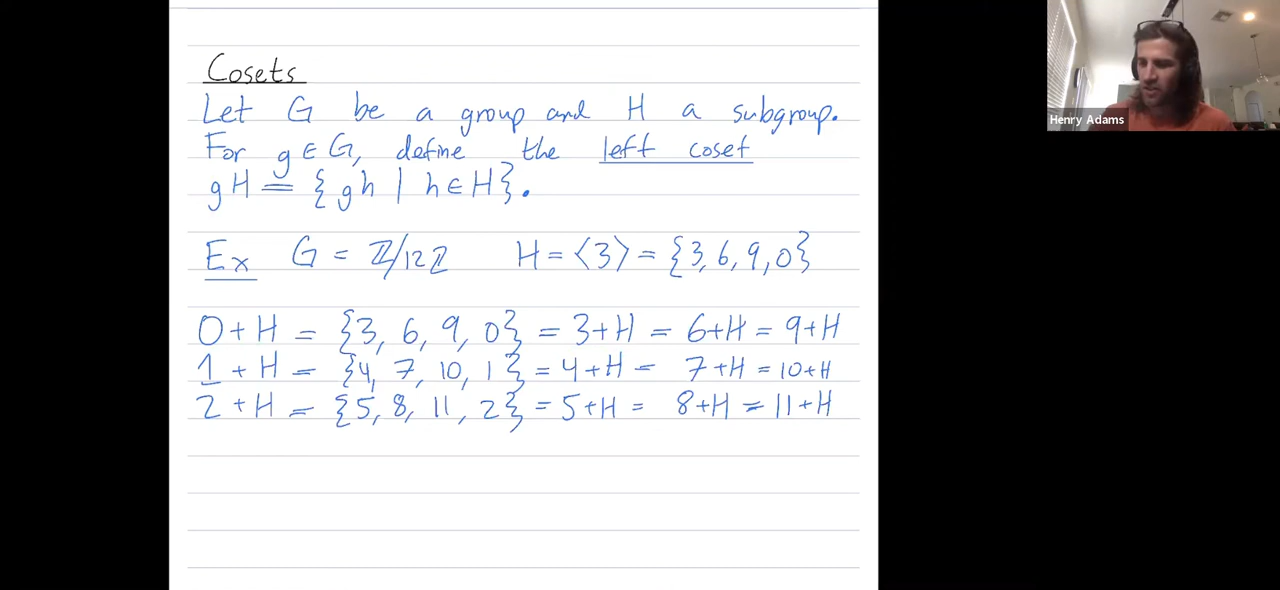 Cosets
Let G be a group and H a subgroup.
For g ∈ G, define the left coset
gH = {gh | h ∈ H}.
Ex G = ℤ/12ℤ H = ⟨3⟩ = {3, 6, 9, 0}
0 + H = {3, 6, 9, 0} = 3+H = 6+H = 9+H
1 + H = {4, 7, 10, 1} = 4+H = 7+H = 10+H
2 + H = {5, 8, 11, 2} = 5+H = 8+H = 11+H
Henry Adams